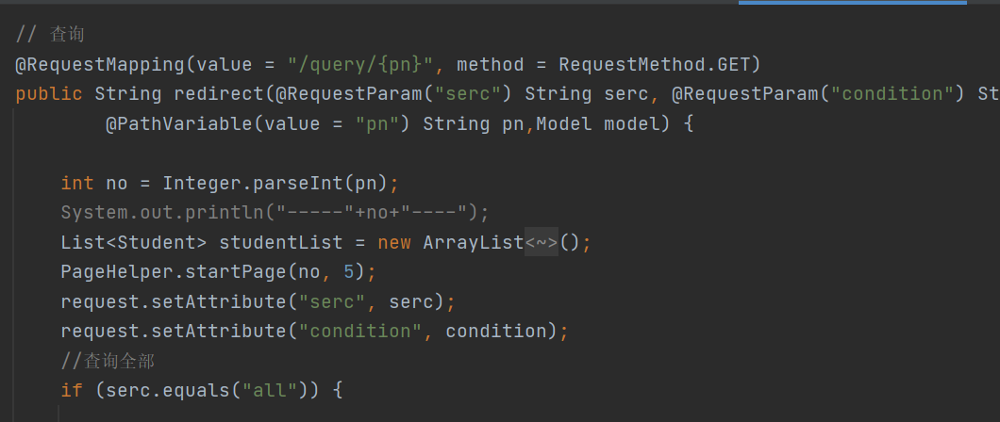 // 查询
@RequestMapping(value = "/query/{pn}", method = RequestMethod.GET)
public String redirect(@RequestParam("serc") String serc, @RequestParam("condition") St
@PathVariable(value = "pn") String pn,Model model) {
int no = Integer.parseInt(pn);
System.out.println("-----"+no+"----");
List<Student> studentList = new ArrayList<~>();
PageHelper.startPage(no, 5);
request.setAttribute("serc", serc);
request.setAttribute("condition", condition);
//查询全部
if (serc.equals("all")) {